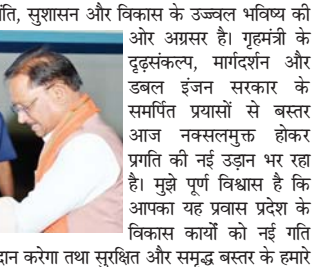 ति, सुशासन और विकास के उज्ज्वल भविष्य की
ओर अग्रसर है। गृहमंत्री के
दृढ़संकल्प, मार्गदर्शन और
डबल इंजन सरकार के
समर्पित प्रयासों से बस्तर
आज नक्सलमुक्त होकर
प्रगति की नई उड़ान भर रहा
है। मुझे पूर्ण विश्वास है कि
आपका यह प्रवास प्रदेश के
विकास कार्यों को नई गति
दान करेगा तथा सुरक्षित और समृद्ध बस्तर के हमारे